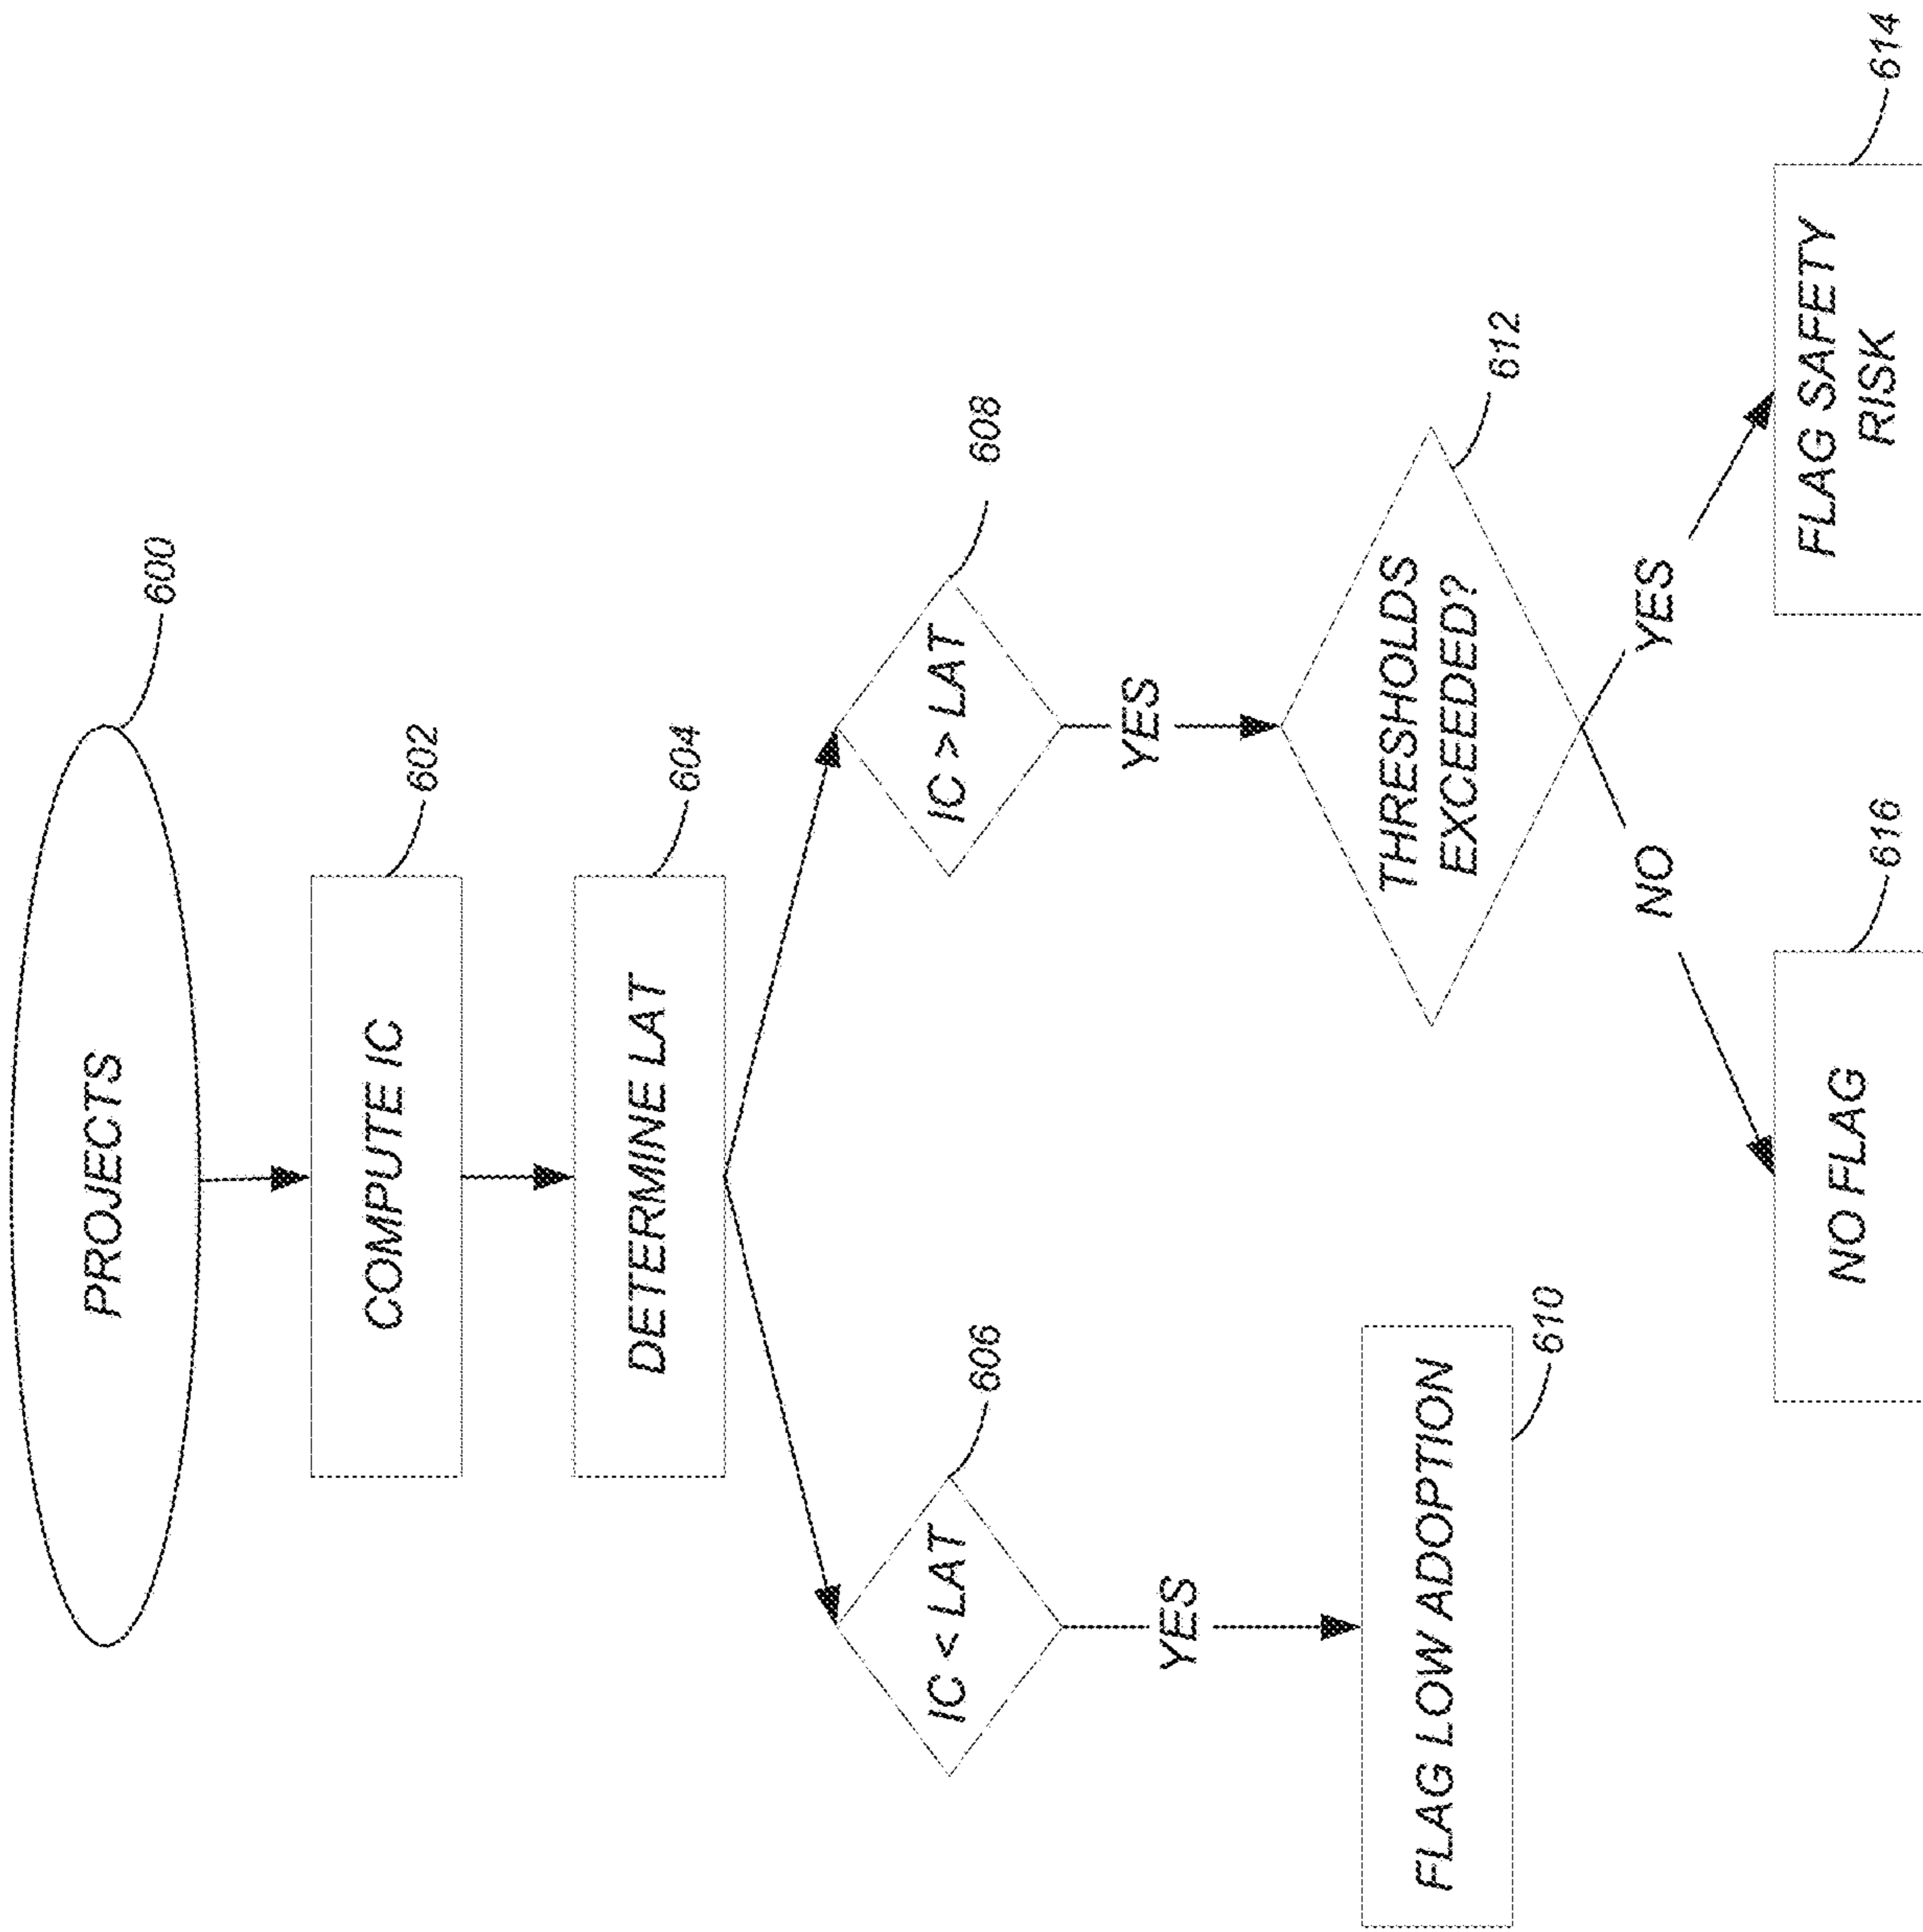 PROJECTS
600
COMPUTE IC
602
DETERMINE LAT
604
IC < LAT
606
IC > LAT
608
YES
YES
FLAG LOW ADOPTION
610
THRESHOLDS
EXCEEDED?
612
NO
YES
NO FLAG
616
FLAG SAFETY
RISK
614